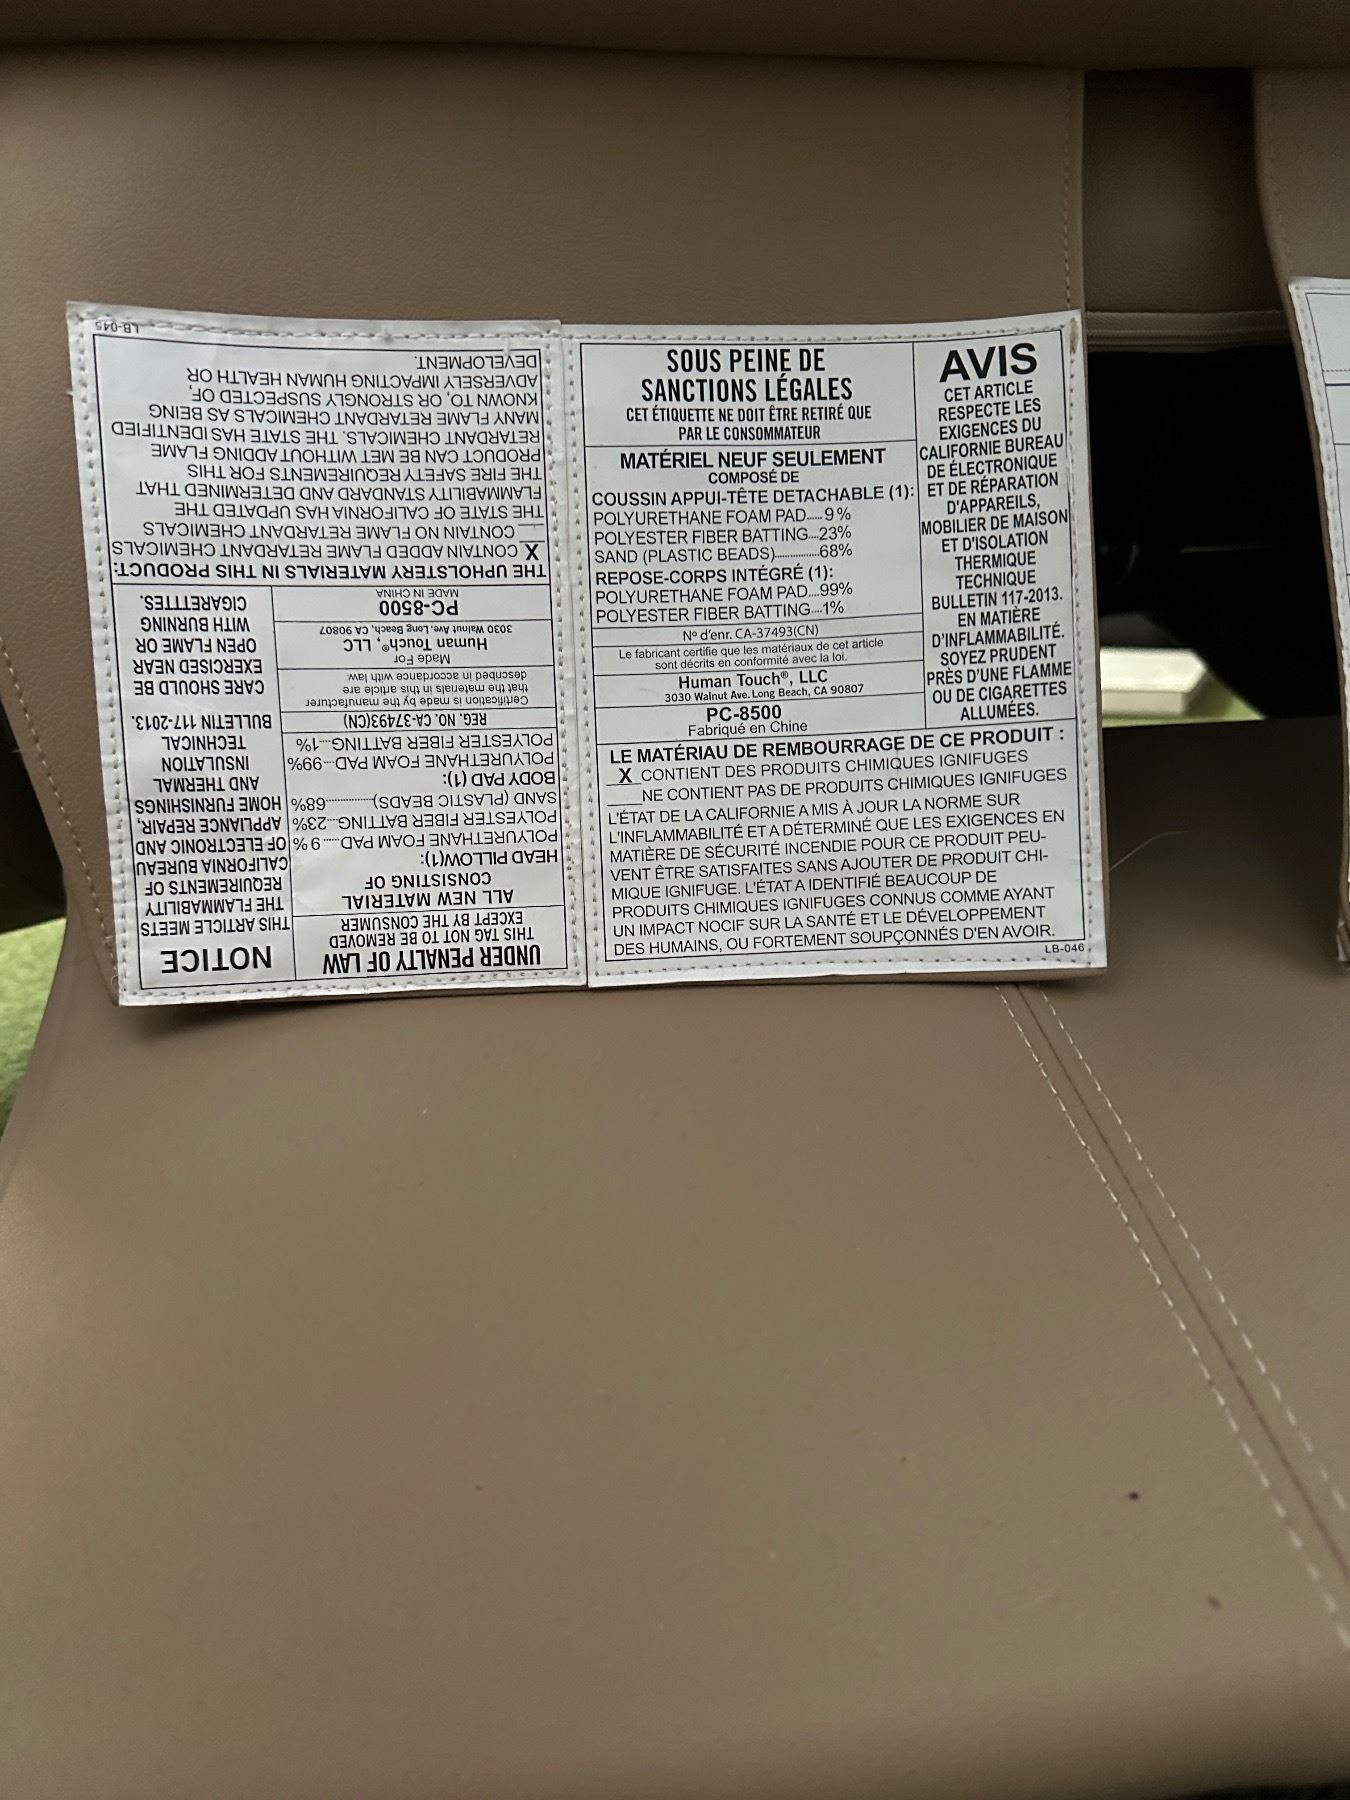 UNDER PENALTY OF LAW
THIS TAG NOT TO BE REMOVED
EXCEPT BY THE CONSUMER
ALL NEW MATERIAL
CONSISTING OF
HEAD PILLOW(1):
POLYURETHANE FOAM PAD.....9%
POLYESTER FIBER BATTING....23%
SAND (PLASTIC BEADS)..............68%
BODY PAD (1):
POLYURETHANE FOAM PAD....99%
POLYESTER FIBER BATTING....1%
REG. NO. CA-37493(CN)
Certification is made by the manufacturer
that the materials in this article are
described in accordance with law.
Made For
Human Touch®, LLC
3030 Walnut Ave. Long Beach, CA 90807
PC-8500
MADE IN CHINA
NOTICE
THIS ARTICLE MEETS
THE FLAMMABILITY
REQUIREMENTS OF
CALIFORNIA BUREAU
OF ELECTRONIC AND
APPLIANCE REPAIR,
HOME FURNISHINGS
AND THERMAL
INSULATION
TECHNICAL
BULLETIN 117-2013.
CARE SHOULD BE
EXERCISED NEAR
OPEN FLAME OR
WITH BURNING
CIGARETTES.
THE UPHOLSTERY MATERIALS IN THIS PRODUCT:
X CONTAIN ADDED FLAME RETARDANT CHEMICALS
___ CONTAIN NO FLAME RETARDANT CHEMICALS
THE STATE OF CALIFORNIA HAS UPDATED THE
FLAMMABILITY STANDARD AND DETERMINED THAT
THE FIRE SAFETY REQUIREMENTS FOR THIS
PRODUCT CAN BE MET WITHOUT ADDING FLAME
RETARDANT CHEMICALS. THE STATE HAS IDENTIFIED
MANY FLAME RETARDANT CHEMICALS AS BEING
KNOWN TO, OR STRONGLY SUSPECTED OF,
ADVERSELY IMPACTING HUMAN HEALTH OR
DEVELOPMENT.
LB-045
SOUS PEINE DE
SANCTIONS LÉGALES
CET ÉTIQUETTE NE DOIT ÊTRE RETIRÉ QUE
PAR LE CONSOMMATEUR
MATÉRIEL NEUF SEULEMENT
COMPOSÉ DE
COUSSIN APPUI-TÊTE DETACHABLE (1):
POLYURETHANE FOAM PAD.....9%
POLYESTER FIBER BATTING....23%
SAND (PLASTIC BEADS)..............68%
REPOSE-CORPS INTÉGRÉ (1):
POLYURETHANE FOAM PAD....99%
POLYESTER FIBER BATTING....1%
Nº d'enr. CA-37493(CN)
Le fabricant certifie que les matériaux de cet article
sont décrits en conformité avec la loi.
Human Touch®, LLC
3030 Walnut Ave. Long Beach, CA 90807
PC-8500
Fabriqué en Chine
AVIS
CET ARTICLE
RESPECTE LES
EXIGENCES DU
CALIFORNIE BUREAU
DE ÉLECTRONIQUE
ET DE RÉPARATION
D'APPAREILS,
MOBILIER DE MAISON
ET D'ISOLATION
THERMIQUE
TECHNIQUE
BULLETIN 117-2013.
EN MATIÈRE
D'INFLAMMABILITÉ.
SOYEZ PRUDENT
PRÈS D'UNE FLAMME
OU DE CIGARETTES
ALLUMÉES.
LE MATÉRIAU DE REMBOURRAGE DE CE PRODUIT :
X CONTIENT DES PRODUITS CHIMIQUES IGNIFUGES
___NE CONTIENT PAS DE PRODUITS CHIMIQUES IGNIFUGES
L'ÉTAT DE LA CALIFORNIE A MIS À JOUR LA NORME SUR
L'INFLAMMABILITÉ ET A DÉTERMINÉ QUE LES EXIGENCES EN
MATIÈRE DE SÉCURITÉ INCENDIE POUR CE PRODUIT PEU-
VENT ÊTRE SATISFAITES SANS AJOUTER DE PRODUIT CHI-
MIQUE IGNIFUGE. L'ÉTAT A IDENTIFIÉ BEAUCOUP DE
PRODUITS CHIMIQUES IGNIFUGES CONNUS COMME AYANT
UN IMPACT NOCIF SUR LA SANTÉ ET LE DÉVELOPPEMENT
DES HUMAINS, OU FORTEMENT SOUPÇONNÉS D'EN AVOIR.
LB-046